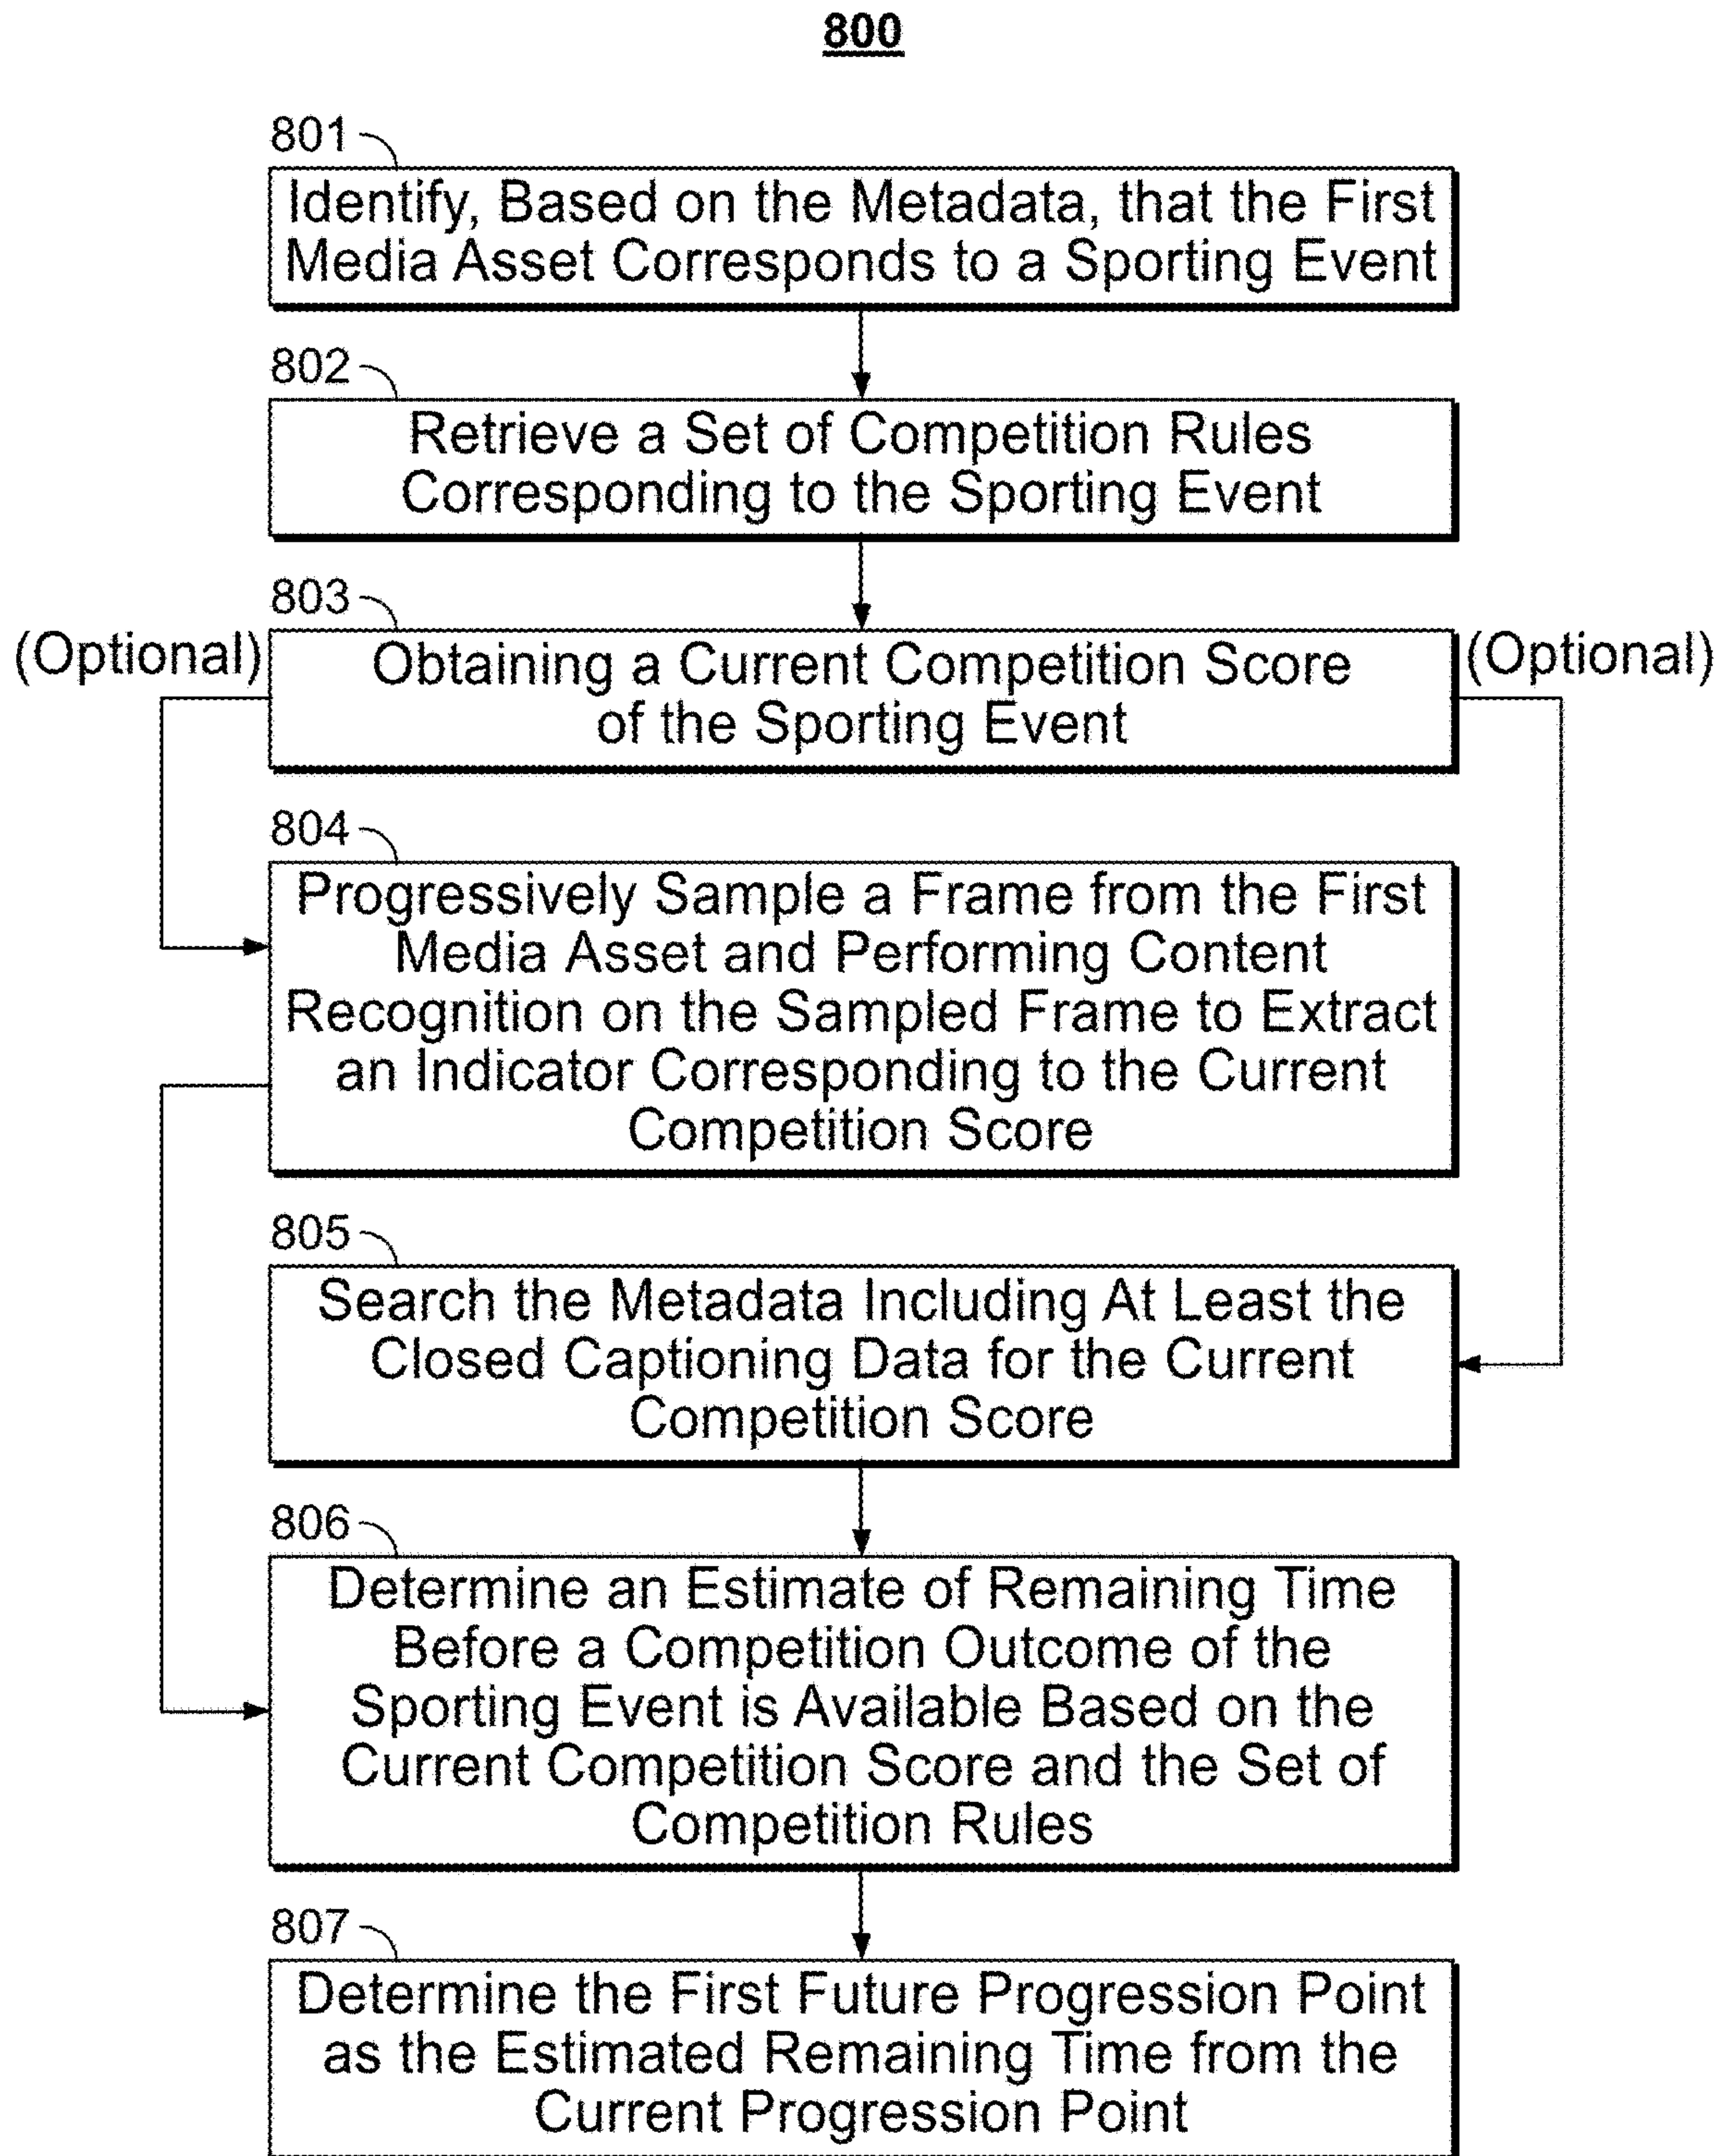 800
801
Identify, Based on the Metadata, that the First
Media Asset Corresponds to a Sporting Event
802
Retrieve a Set of Competition Rules
Corresponding to the Sporting Event
803
(Optional)
Obtaining a Current Competition Score
of the Sporting Event
(Optional)
804
Progressively Sample a Frame from the First
Media Asset and Performing Content
Recognition on the Sampled Frame to Extract
an Indicator Corresponding to the Current
Competition Score
805
Search the Metadata Including At Least the
Closed Captioning Data for the Current
Competition Score
806
Determine an Estimate of Remaining Time
Before a Competition Outcome of the
Sporting Event is Available Based on the
Current Competition Score and the Set of
Competition Rules
807
Determine the First Future Progression Point
as the Estimated Remaining Time from the
Current Progression Point